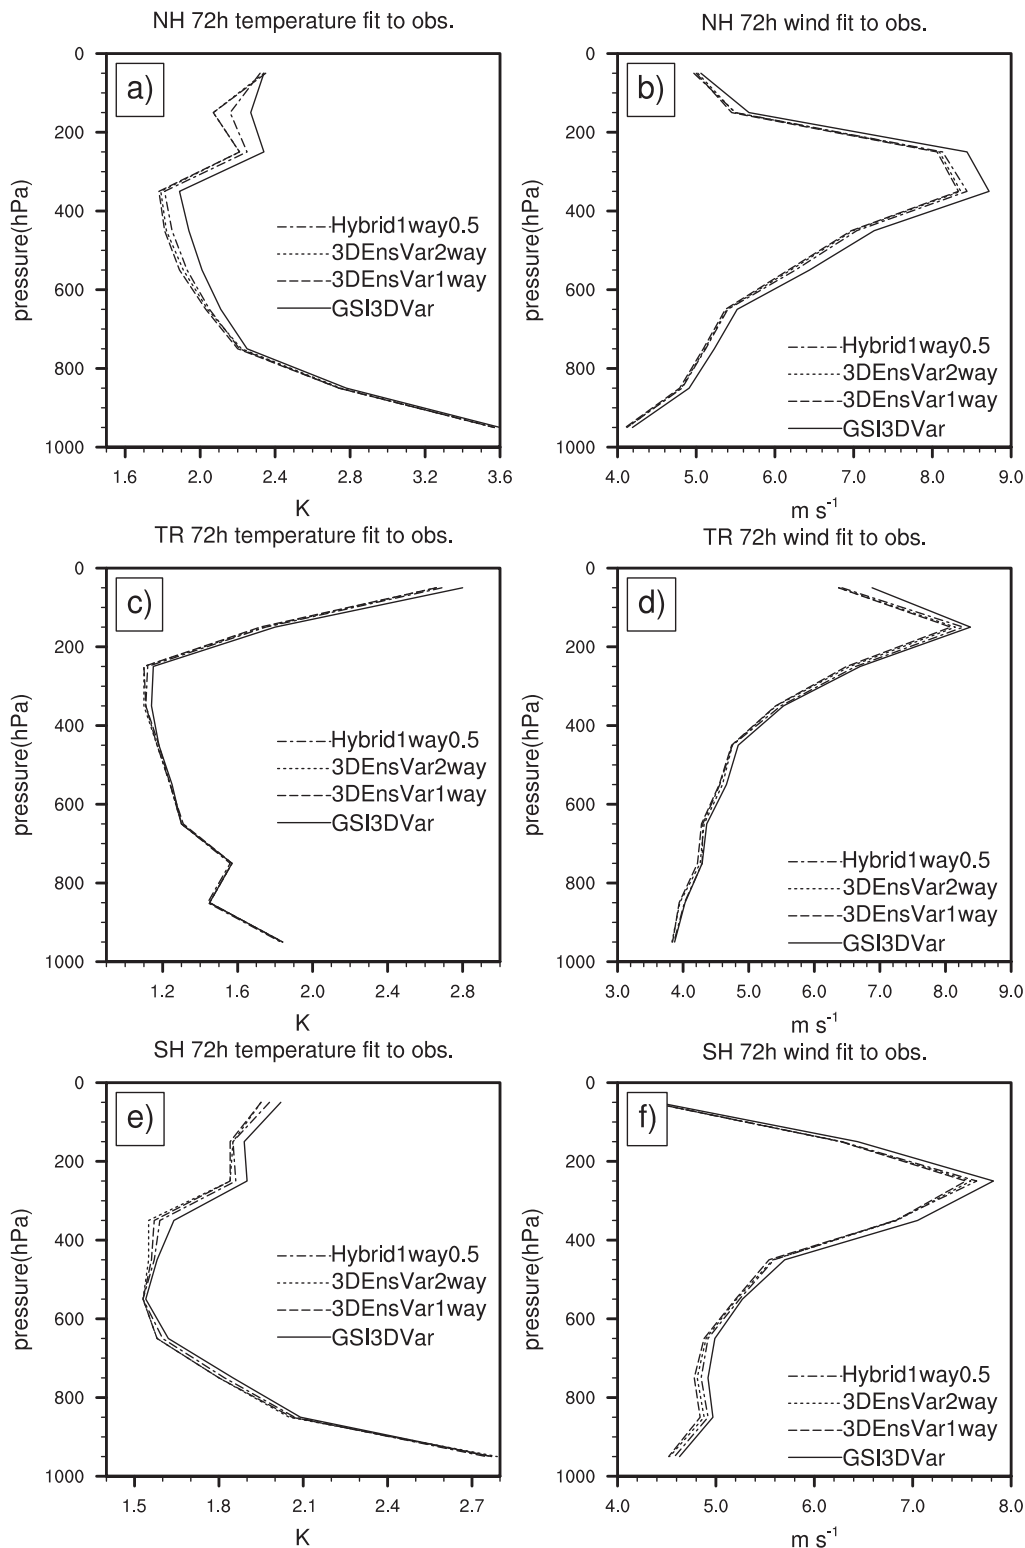 NH 72h temperature fit to obs.
a)
0
200
400
600
800
1000
pressure(hPa)
Hybrid1way0.5
3DEnsVar2way
3DEnsVar1way
GSI3DVar
1.6 2.0 2.4 2.8 3.2 3.6
K
NH 72h wind fit to obs.
b)
0
200
400
600
800
1000
pressure(hPa)
Hybrid1way0.5
3DEnsVar2way
3DEnsVar1way
GSI3DVar
4.0 5.0 6.0 7.0 8.0 9.0
m s⁻¹
TR 72h temperature fit to obs.
c)
0
200
400
600
800
1000
pressure(hPa)
Hybrid1way0.5
3DEnsVar2way
3DEnsVar1way
GSI3DVar
1.2 1.6 2.0 2.4 2.8
K
TR 72h wind fit to obs.
d)
0
200
400
600
800
1000
pressure(hPa)
Hybrid1way0.5
3DEnsVar2way
3DEnsVar1way
GSI3DVar
3.0 4.0 5.0 6.0 7.0 8.0 9.0
m s⁻¹
SH 72h temperature fit to obs.
e)
0
200
400
600
800
1000
pressure(hPa)
Hybrid1way0.5
3DEnsVar2way
3DEnsVar1way
GSI3DVar
1.5 1.8 2.1 2.4 2.7
K
SH 72h wind fit to obs.
f)
0
200
400
600
800
1000
pressure(hPa)
Hybrid1way0.5
3DEnsVar2way
3DEnsVar1way
GSI3DVar
4.0 5.0 6.0 7.0 8.0
m s⁻¹